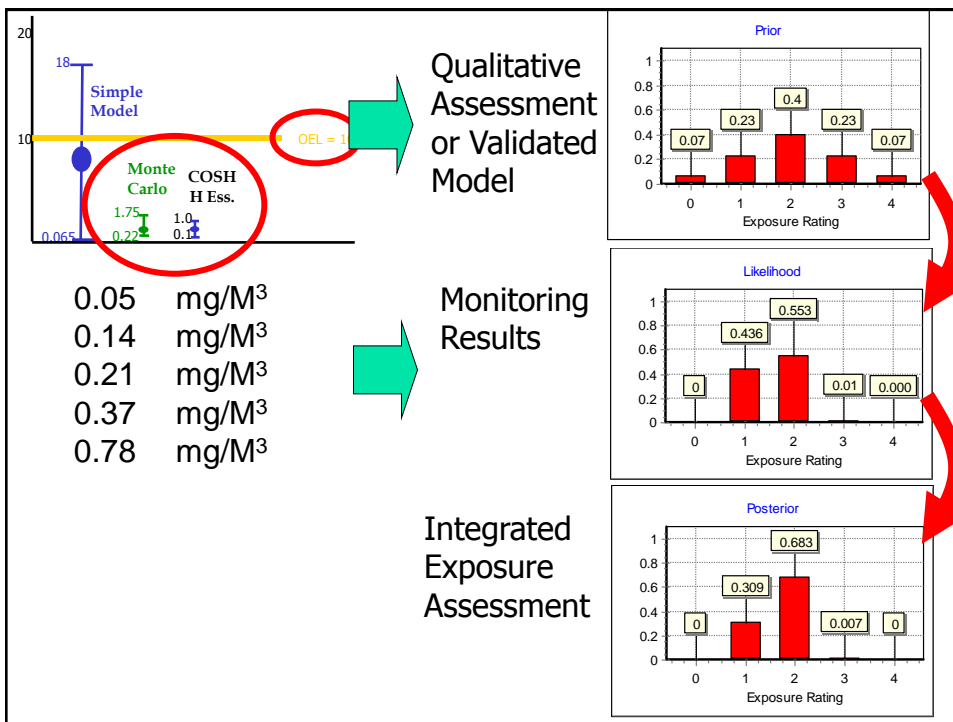 20
18
Simple
Model
10
OEL = 1
Monte
Carlo
COSH
H Ess.
1.75
0.22
1.0
0.1
0.065
Qualitative
Assessment
or Validated
Model
Prior
1
0.8
0.6
0.4
0.2
0
0.07
0.23
0.4
0.23
0.07
0 1 2 3 4
Exposure Rating
0.05 mg/M³
0.14 mg/M³
0.21 mg/M³
0.37 mg/M³
0.78 mg/M³
Monitoring
Results
Likelihood
1
0.8
0.6
0.4
0.2
0
0
0.436
0.553
0.01
0.000
0 1 2 3 4
Exposure Rating
Integrated
Exposure
Assessment
Posterior
1
0.8
0.6
0.4
0.2
0
0
0.309
0.683
0.007
0
0 1 2 3 4
Exposure Rating